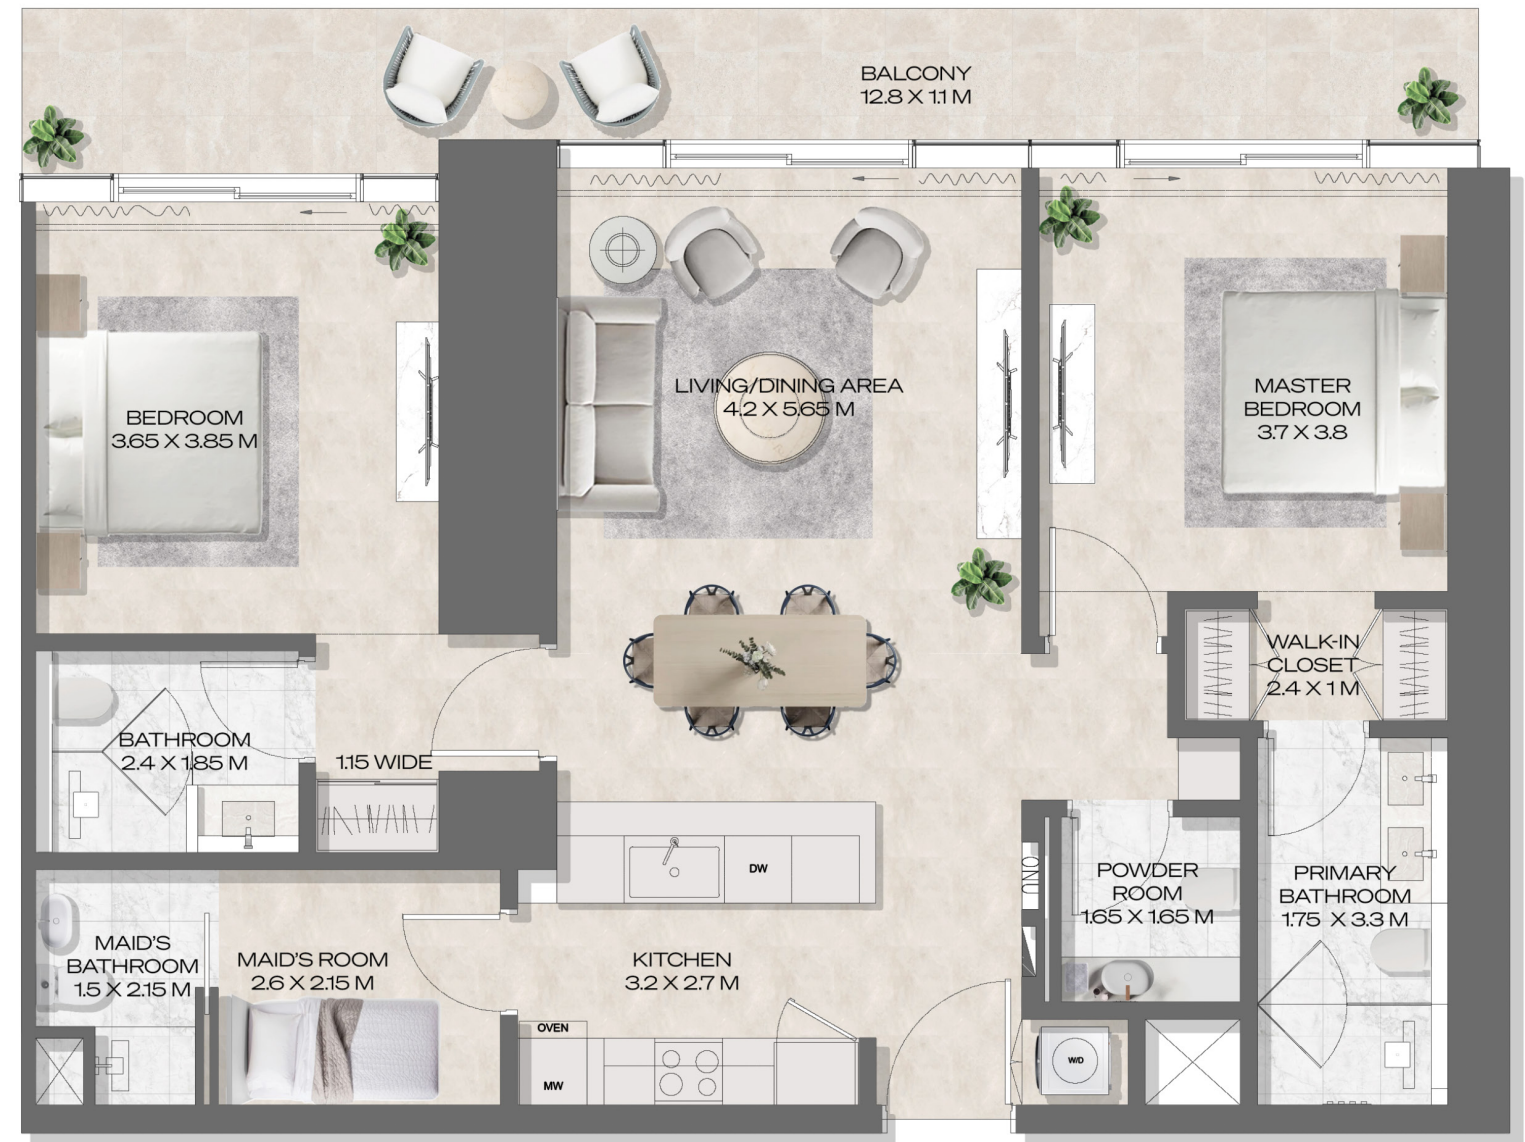 BALCONY
12.8 X 1.1 M
LIVING/DINING AREA
4.2 X 5.65 M
MASTER
BEDROOM
3.7 X 3.8
BEDROOM
3.65 X 3.85 M
WALK-IN
CLOSET
2.4 X 1 M
BATHROOM
2.4 X 1.85 M
1.15 WIDE
DW
ONU
POWDER
ROOM
1.65 X 1.65 M
PRIMARY
BATHROOM
1.75 X 3.3 M
MAID'S
BATHROOM
1.5 X 2.15 M
MAID'S ROOM
2.6 X 2.15 M
KITCHEN
3.2 X 2.7 M
OVEN
MW
W/D